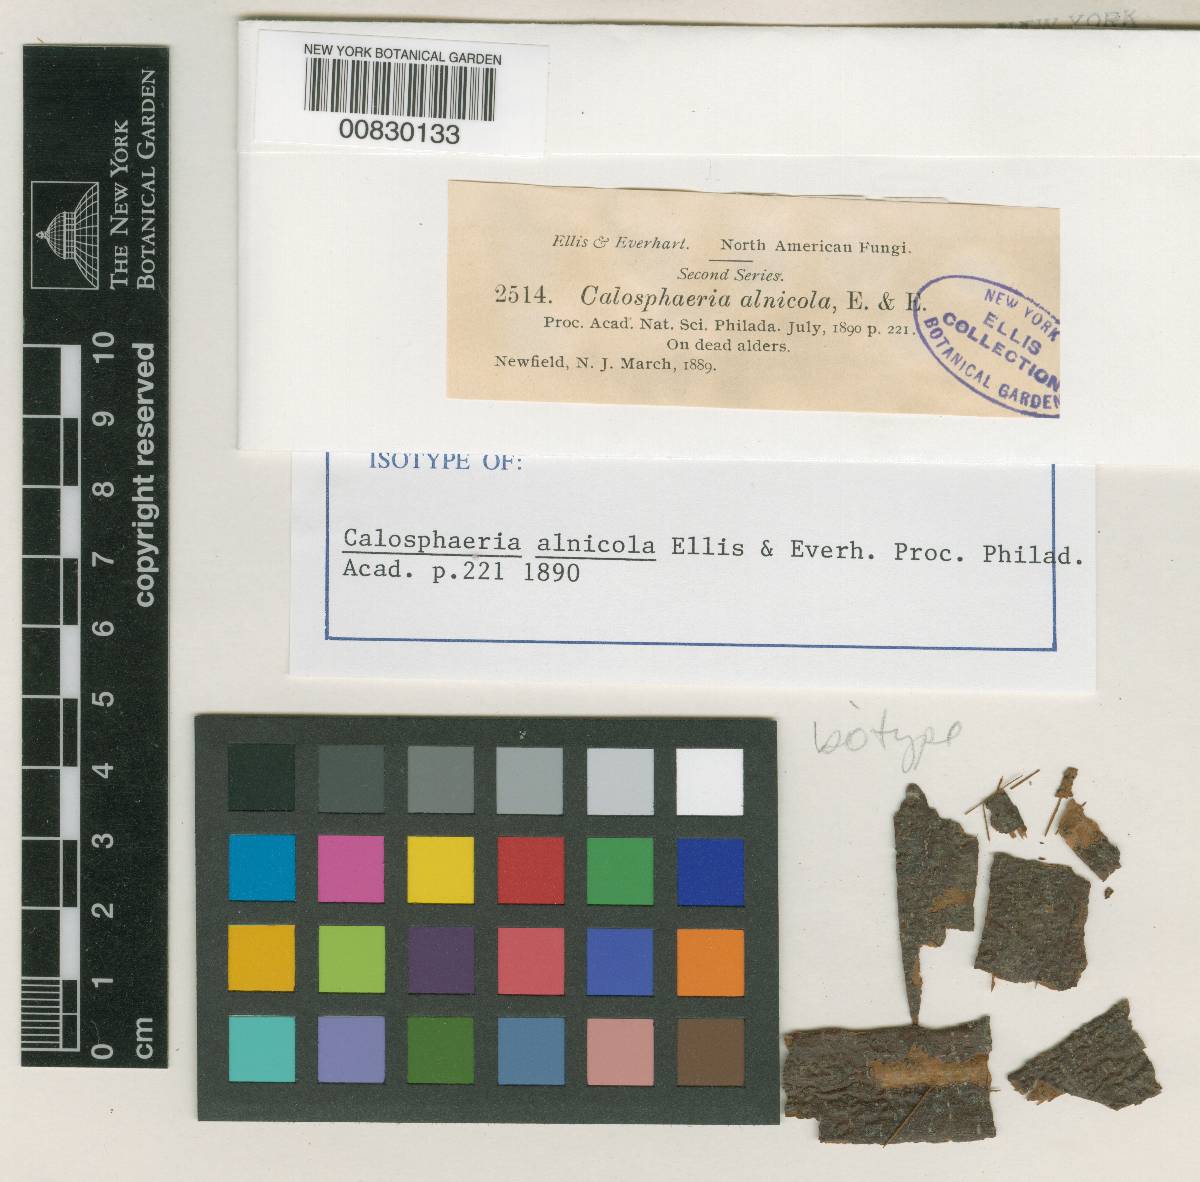 NEW YORK
NEW YORK BOTANICAL GARDEN
00830133
THE NEW YORK
BOTANICAL GARDEN
Ellis & Everhart. North American Fungi.
Second Series.
2514. Calosphaeria alnicola, E. & E.
Proc. Acad. Nat. Sci. Philada. July, 1890 p. 221.
On dead alders.
Newfield, N. J. March, 1889.
NEW YORK
ELLIS
COLLECTION
BOTANICAL GARDEN
ISOTYPE OF:
Calosphaeria alnicola Ellis & Everh. Proc. Philad.
Acad. p.221 1890
isotype
copyright reserved
10
9
8
7
6
5
4
3
2
1
0
cm